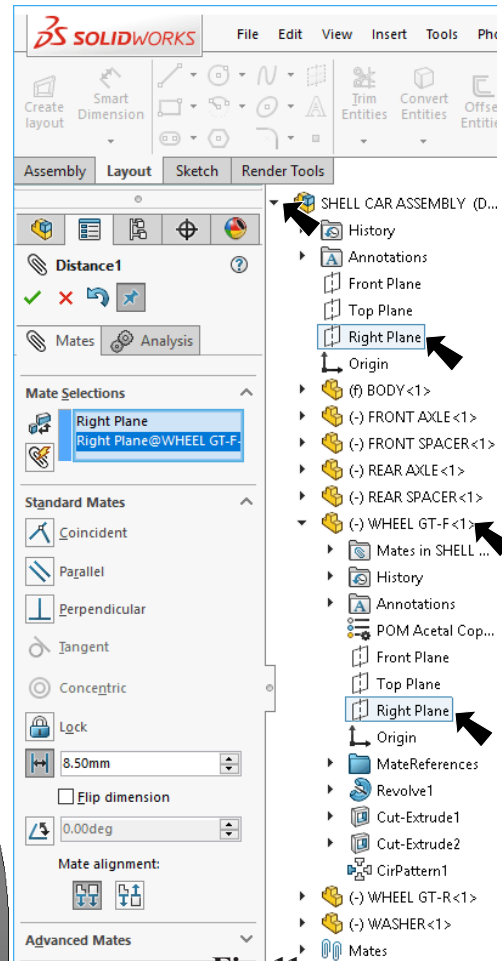 SOLIDWORKS File Edit View Insert Tools
Create layout
Smart Dimension
Trim Entities
Convert Entities
Assembly Layout Sketch Render Tools
Distance1
Mates Analysis
Mate Selections
Right Plane
Right Plane@WHEEL GT-F-
Standard Mates
Coincident
Parallel
Perpendicular
Tangent
Concentric
Lock
8.50mm
Flip dimension
0.00deg
Mate alignment:
Advanced Mates
SHELL CAR ASSEMBLY (D...
History
Annotations
Front Plane
Top Plane
Right Plane
Origin
(f) BODY<1>
(-) FRONT AXLE<1>
(-) FRONT SPACER<1>
(-) REAR AXLE<1>
(-) REAR SPACER<1>
(-) WHEEL GT-F<1>
Mates in SHELL ...
History
Annotations
POM Acetal Cop...
Front Plane
Top Plane
Right Plane
Origin
MateReferences
Revolve1
Cut-Extrude1
Cut-Extrude2
CirPattern1
(-) WHEEL GT-R<1>
(-) WASHER<1>
Mates